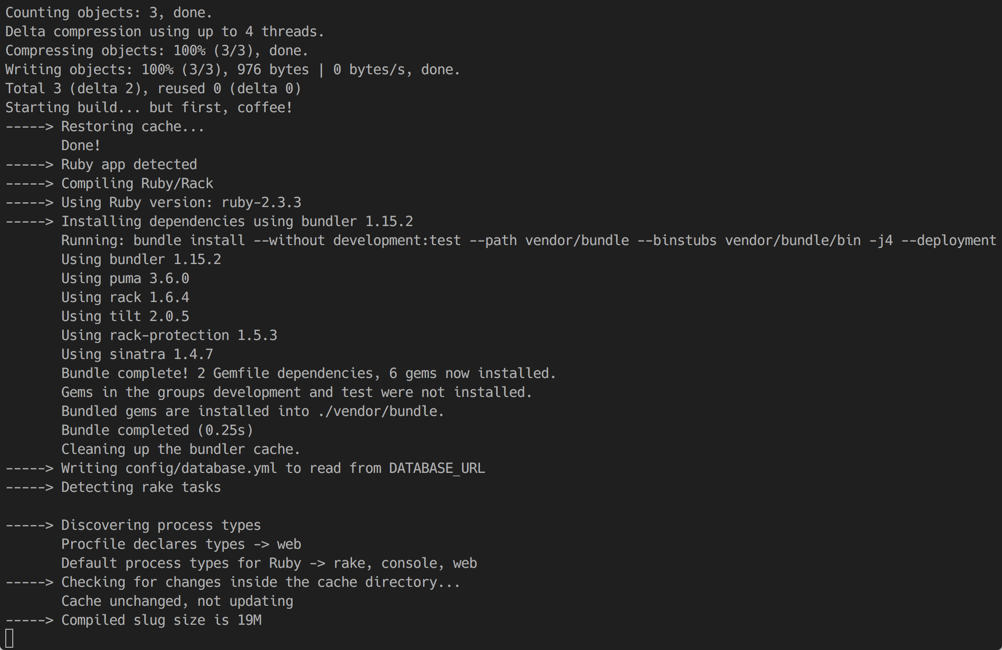 Counting objects: 3, done.
Delta compression using up to 4 threads.
Compressing objects: 100% (3/3), done.
Writing objects: 100% (3/3), 976 bytes | 0 bytes/s, done.
Total 3 (delta 2), reused 0 (delta 0)
Starting build... but first, coffee!
-----> Restoring cache...
       Done!
-----> Ruby app detected
-----> Compiling Ruby/Rack
-----> Using Ruby version: ruby-2.3.3
-----> Installing dependencies using bundler 1.15.2
       Running: bundle install --without development:test --path vendor/bundle --binstubs vendor/bundle/bin -j4 --deployment
       Using bundler 1.15.2
       Using puma 3.6.0
       Using rack 1.6.4
       Using tilt 2.0.5
       Using rack-protection 1.5.3
       Using sinatra 1.4.7
       Bundle complete! 2 Gemfile dependencies, 6 gems now installed.
       Gems in the groups development and test were not installed.
       Bundled gems are installed into ./vendor/bundle.
       Bundle completed (0.25s)
       Cleaning up the bundler cache.
-----> Writing config/database.yml to read from DATABASE_URL
-----> Detecting rake tasks
-----> Discovering process types
       Procfile declares types -> web
       Default process types for Ruby -> rake, console, web
-----> Checking for changes inside the cache directory...
       Cache unchanged, not updating
-----> Compiled slug size is 19M